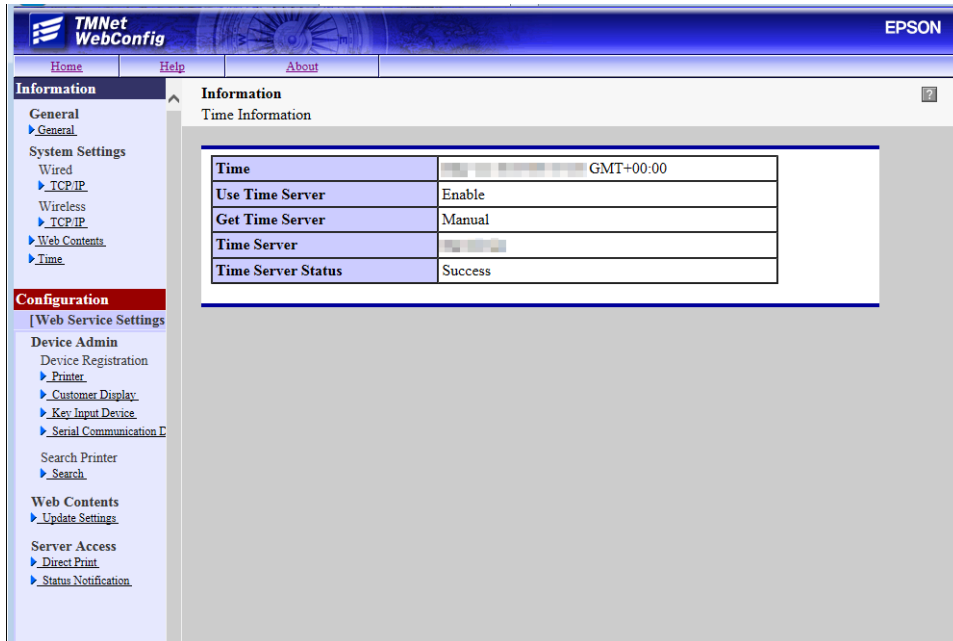 TMNet
WebConfig
EPSON
Home Help About
Information
General
General
System Settings
Wired
TCP/IP
Wireless
TCP/IP
Web Contents
Time
Configuration
[Web Service Settings
Device Admin
Device Registration
Printer
Customer Display
Key Input Device
Serial Communication D
Search Printer
Search
Web Contents
Update Settings
Server Access
Direct Print
Status Notification
Information
?
Time Information
Time GMT+00:00
Use Time Server Enable
Get Time Server Manual
Time Server
Time Server Status Success